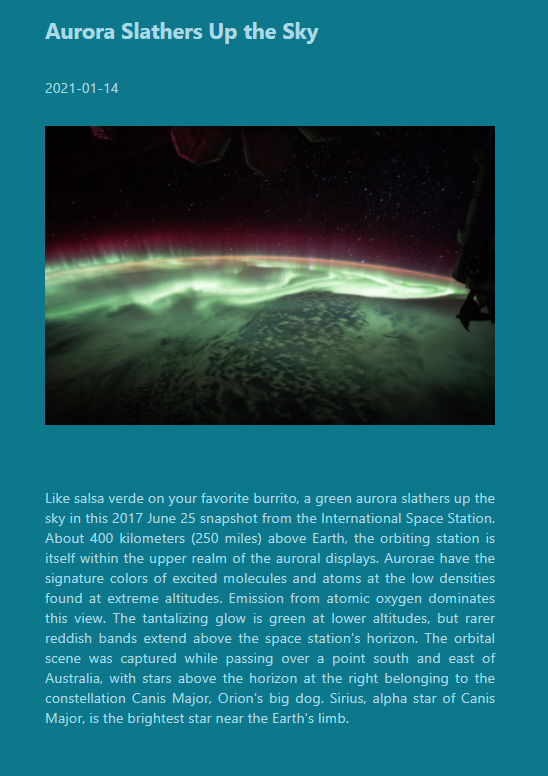 Aurora Slathers Up the Sky
2021-01-14
Like salsa verde on your favorite burrito, a green aurora slathers up the
sky in this 2017 June 25 snapshot from the International Space Station.
About 400 kilometers (250 miles) above Earth, the orbiting station is
itself within the upper realm of the auroral displays. Aurorae have the
signature colors of excited molecules and atoms at the low densities
found at extreme altitudes. Emission from atomic oxygen dominates
this view. The tantalizing glow is green at lower altitudes, but rarer
reddish bands extend above the space station's horizon. The orbital
scene was captured while passing over a point south and east of
Australia, with stars above the horizon at the right belonging to the
constellation Canis Major, Orion's big dog. Sirius, alpha star of Canis
Major, is the brightest star near the Earth's limb.